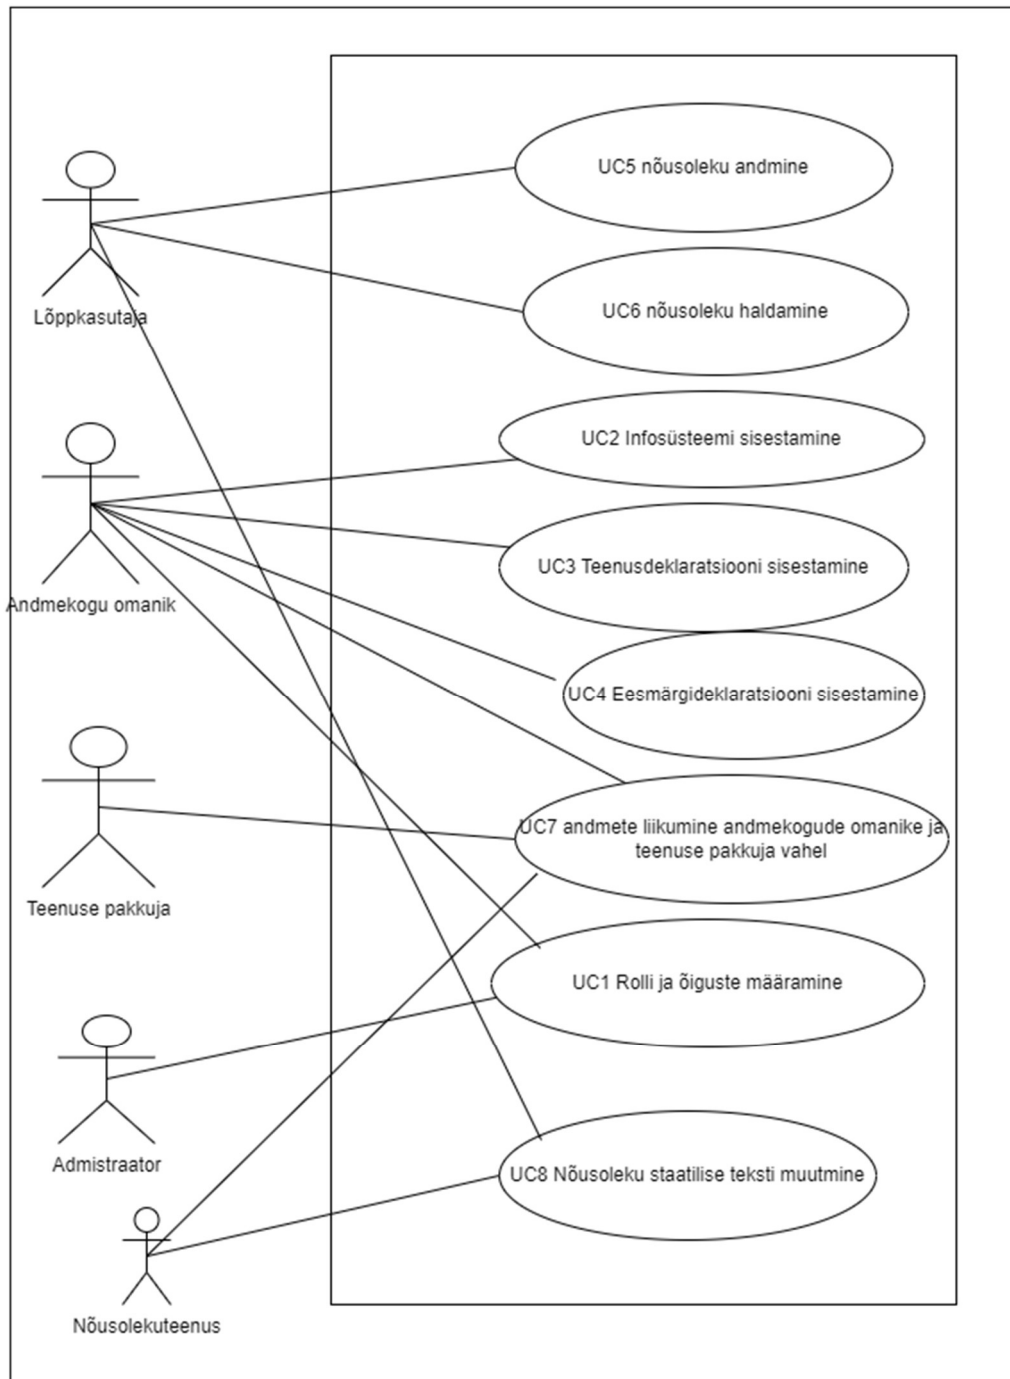 UC5 nõusoleku andmine
Lõppkasutaja
UC6 nõusoleku haldamine
UC2 Infosüsteemi sisestamine
UC3 Teenusdeklaratsiooni sisestamine
Andmekogu omanik
UC4 Eesmärgideklaratsiooni sisestamine
UC7 andmete liikumine andmekogude omanike ja
teenuse pakkuja vahel
Teenuse pakkuja
UC1 Rolli ja õiguste määramine
Admistraator
UC8 Nõusoleku staatilise teksti muutmine
Nõusolekuteenus